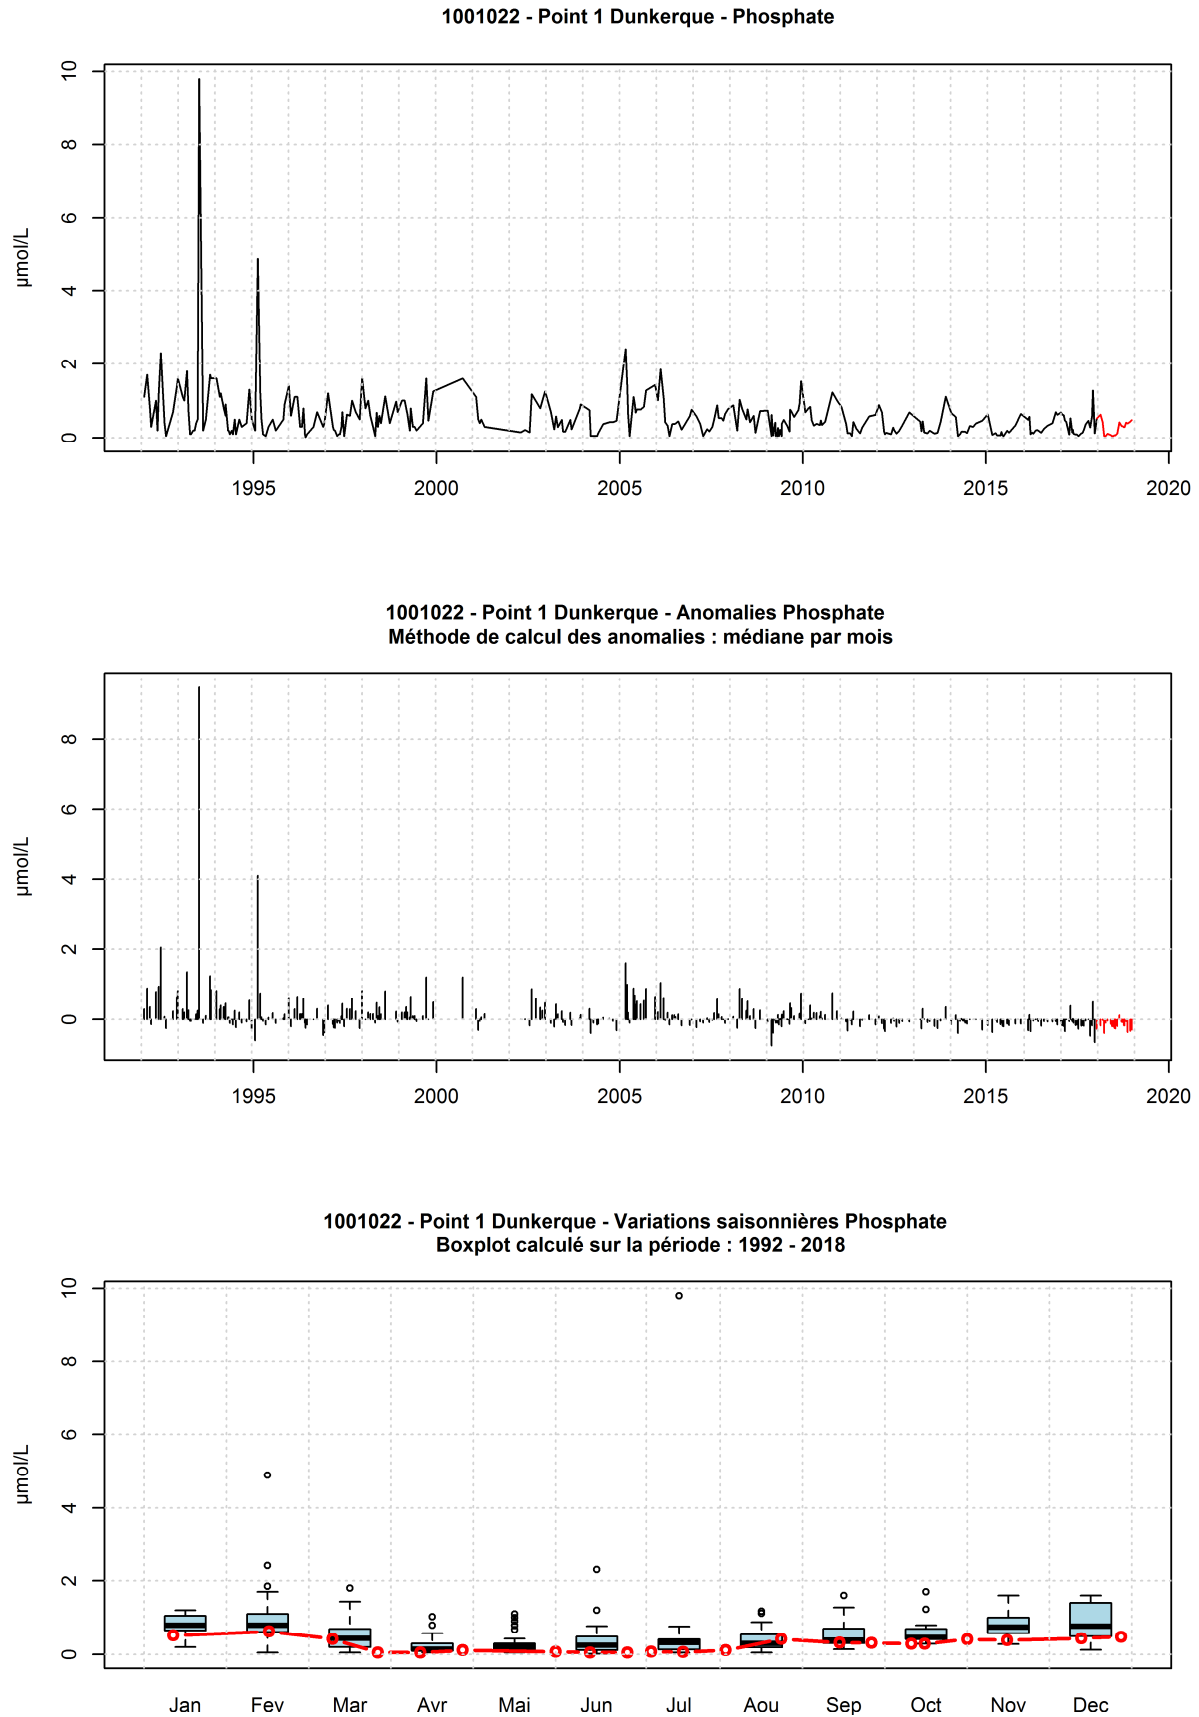 1001022 - Point 1 Dunkerque - Phosphate
10
8
6
4
2
0
µmol/L
1995 2000 2005 2010 2015 2020
1001022 - Point 1 Dunkerque - Anomalies Phosphate
Méthode de calcul des anomalies : médiane par mois
8
6
4
2
0
µmol/L
1995 2000 2005 2010 2015 2020
1001022 - Point 1 Dunkerque - Variations saisonnières Phosphate
Boxplot calculé sur la période : 1992 - 2018
10
8
6
4
2
0
µmol/L
Jan Fev Mar Avr Mai Jun Jul Aou Sep Oct Nov Dec